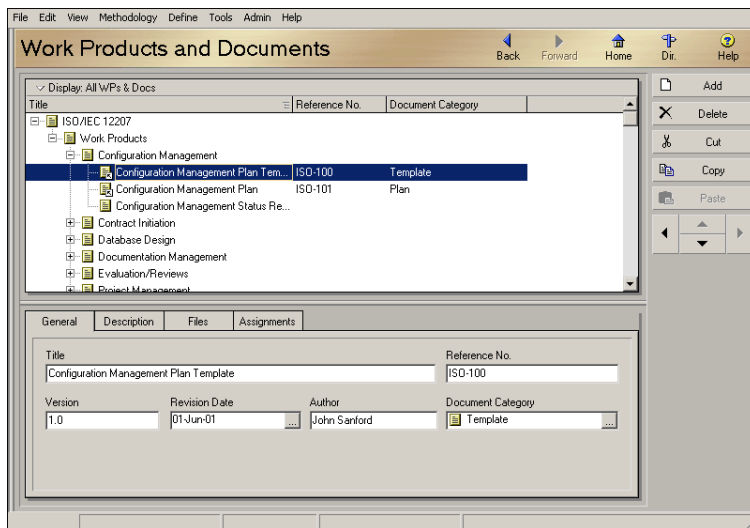 File Edit View Methodology Define Tools Admin Help
Work Products and Documents
Back Forward Home Dir. Help
Display: All WPs & Docs
Title Reference No. Document Category
ISO/IEC 12207
Work Products
Configuration Management
Configuration Management Plan Tem... ISO-100 Template
Configuration Management Plan ISO-101 Plan
Configuration Management Status Re...
Contract Initiation
Database Design
Documentation Management
Evaluation/Reviews
Project Management
Add
Delete
Cut
Copy
Paste
General Description Files Assignments
Title Reference No.
Configuration Management Plan Template ISO-100
Version Revision Date Author Document Category
1.0 01-Jun-01 ... John Sanford Template ...